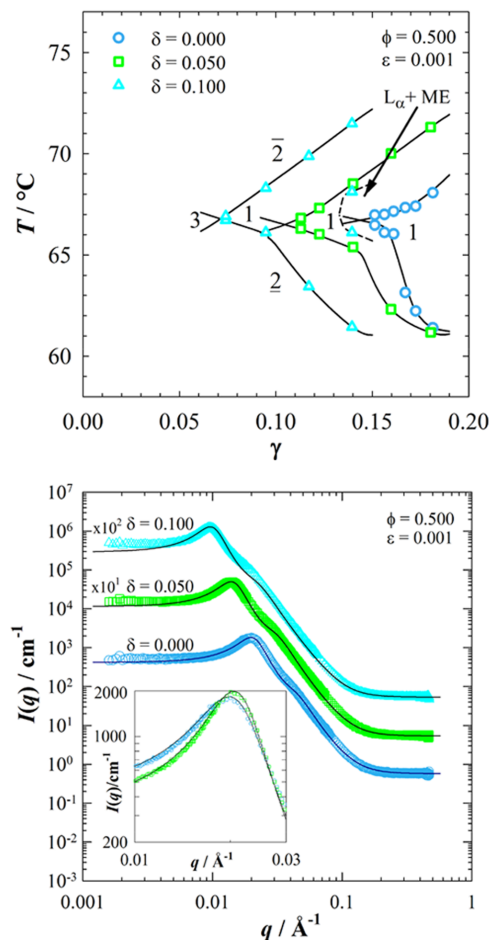 δ = 0.000
δ = 0.050
δ = 0.100
ϕ = 0.500
ε = 0.001
Lα + ME
2̅
3
1
1
1
2̲
75
70
65
60
T / °C
0.00 0.05 0.10 0.15 0.20
γ
10⁷
10⁶
10⁵
10⁴
10³
10²
10¹
10⁰
10⁻¹
10⁻²
10⁻³
I(q) / cm⁻¹
ϕ = 0.500
ε = 0.001
x10² δ = 0.100
x10¹ δ = 0.050
δ = 0.000
2000
1000
200
I(q)/cm⁻¹
0.01 0.03
q / Å⁻¹
0.001 0.01 0.1 1
q / Å⁻¹